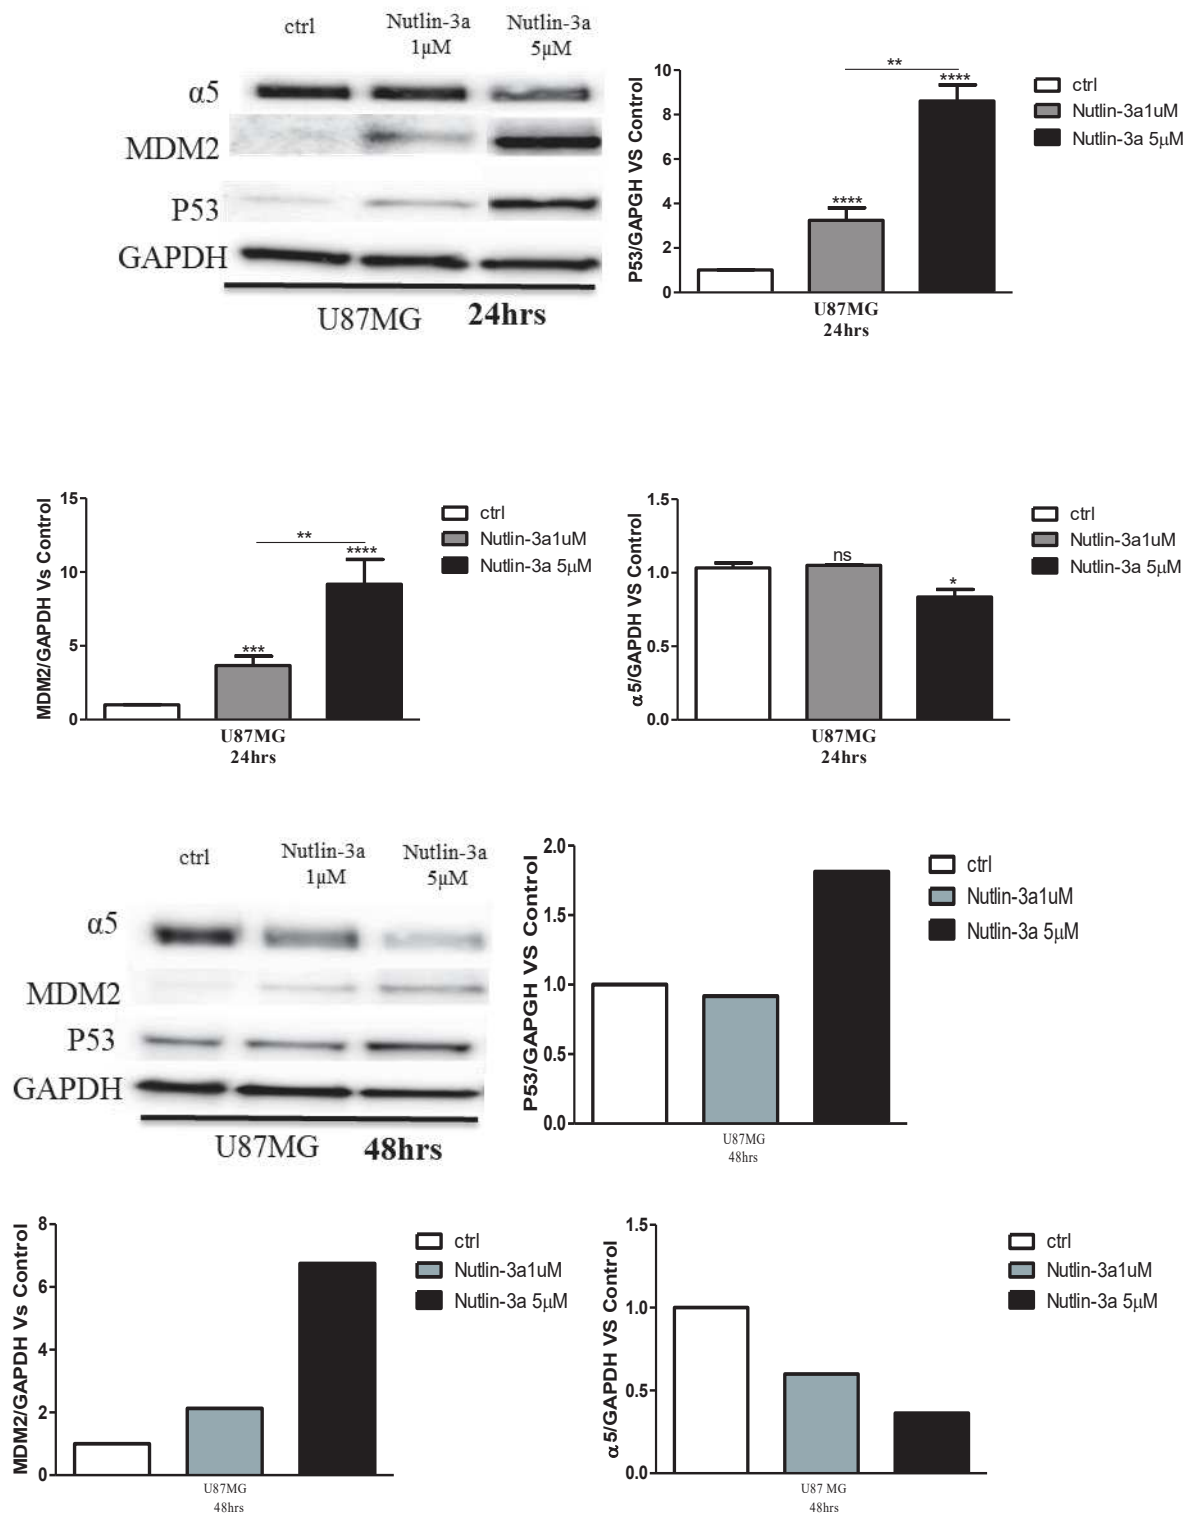 ctrl
Nutlin-3a
1µM
Nutlin-3a
5µM
α5
MDM2
P53
GAPDH
U87MG 24hrs
P53/GAPGH VS Control
10
8
6
4
2
0
**
****
****
U87MG
24hrs
ctrl
Nutlin-3a1uM
Nutlin-3a 5µM
MDM2/GAPDH Vs Control
15
10
5
0
**
***
****
U87MG
24hrs
ctrl
Nutlin-3a1uM
Nutlin-3a 5µM
α5/GAPDH VS Control
1.5
1.0
0.5
0.0
ns
*
U87MG
24hrs
ctrl
Nutlin-3a1uM
Nutlin-3a 5µM
ctrl
Nutlin-3a
1µM
Nutlin-3a
5µM
α5
MDM2
P53
GAPDH
U87MG 48hrs
P53/GAPGH VS Control
2.0
1.5
1.0
0.5
0.0
U87MG
48hrs
ctrl
Nutlin-3a1uM
Nutlin-3a 5µM
MDM2/GAPDH Vs Control
8
6
4
2
0
U87MG
48hrs
ctrl
Nutlin-3a1uM
Nutlin-3a 5µM
α5/GAPDH VS Control
1.5
1.0
0.5
0.0
U87 MG
48hrs
ctrl
Nutlin-3a1uM
Nutlin-3a 5µM